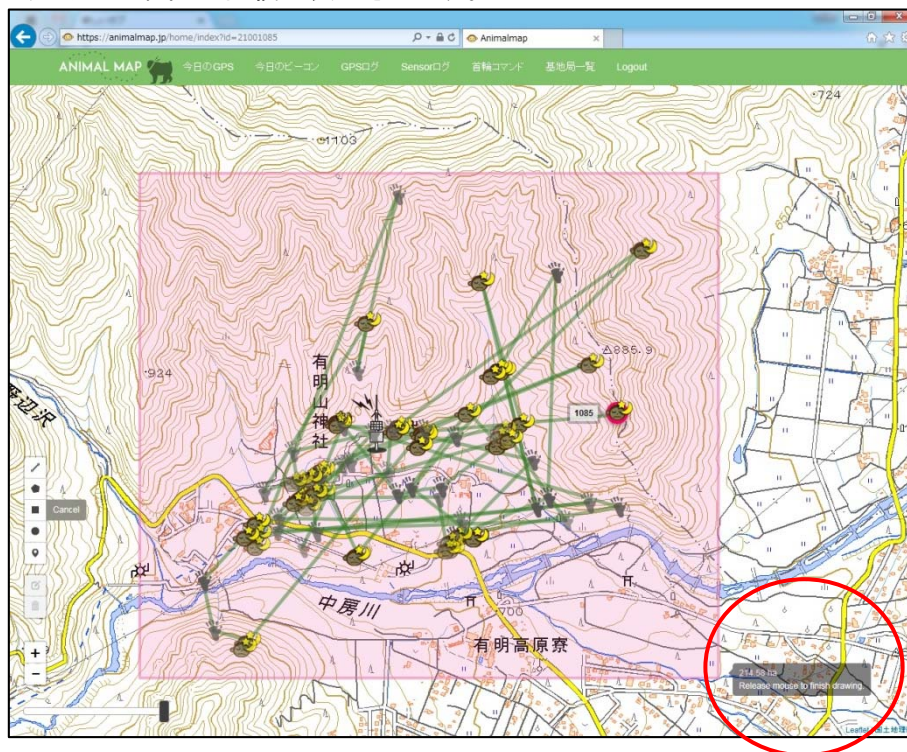 https://animalmap.jp/home/index?id=21001085
Animalmap
ANIMAL MAP
今日のGPS 今日のビーコン GPSログ Sensorログ 首輪コマンド 基地局一覧 Logout
724
1103
有明山神社
885.9
924
1085
Cancel
中房川
700
有明高原寮
214.58 ha
Release mouse to finish drawing.